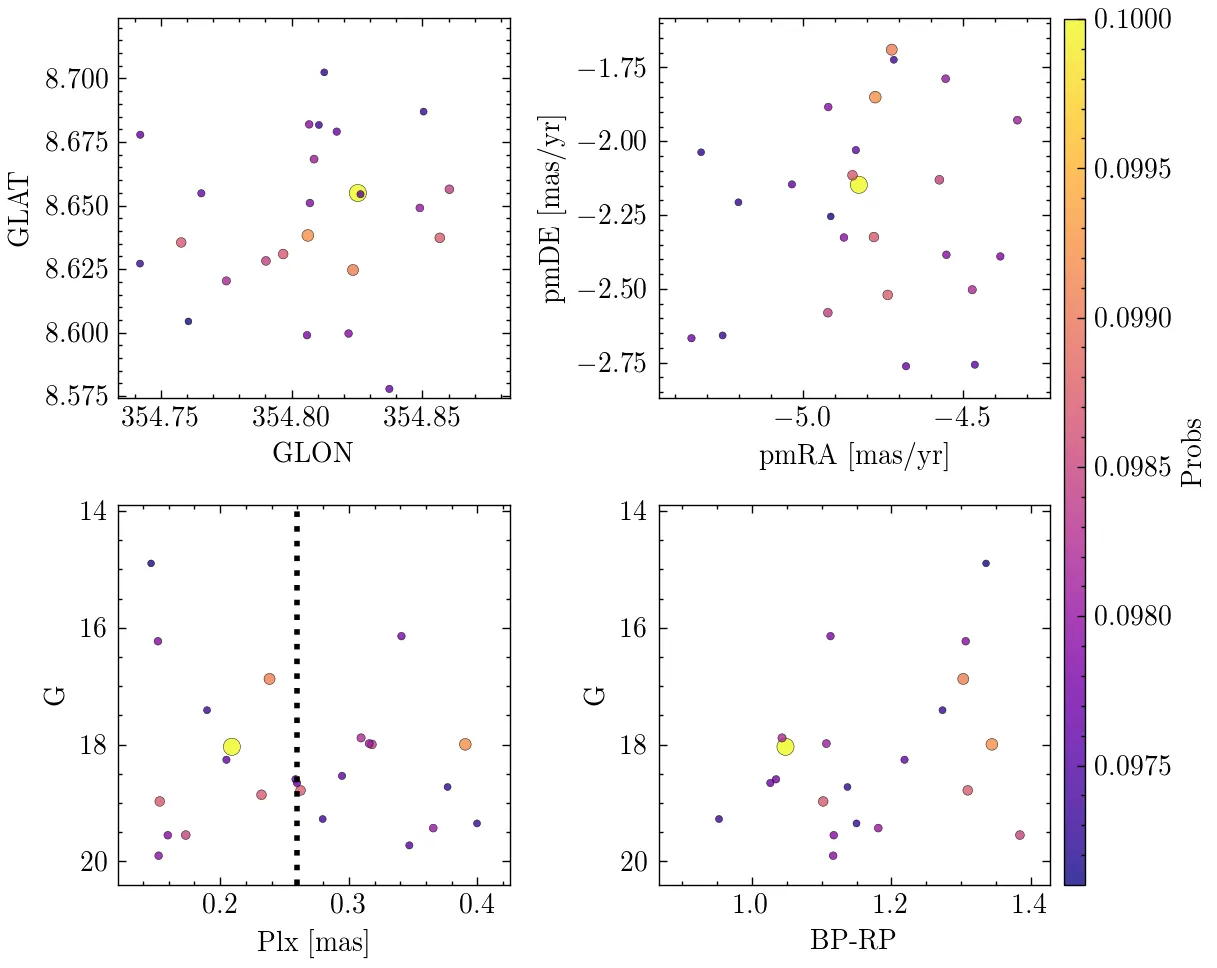 8.700
8.675
8.650
8.625
8.600
8.575
GLAT
354.75 354.80 354.85
GLON
−1.75
−2.00
−2.25
−2.50
−2.75
pmDE [mas/yr]
−5.0 −4.5
pmRA [mas/yr]
0.1000
0.0995
0.0990
0.0985
0.0980
0.0975
Probs
14
16
18
20
G
0.2 0.3 0.4
Plx [mas]
14
16
18
20
G
1.0 1.2 1.4
BP-RP